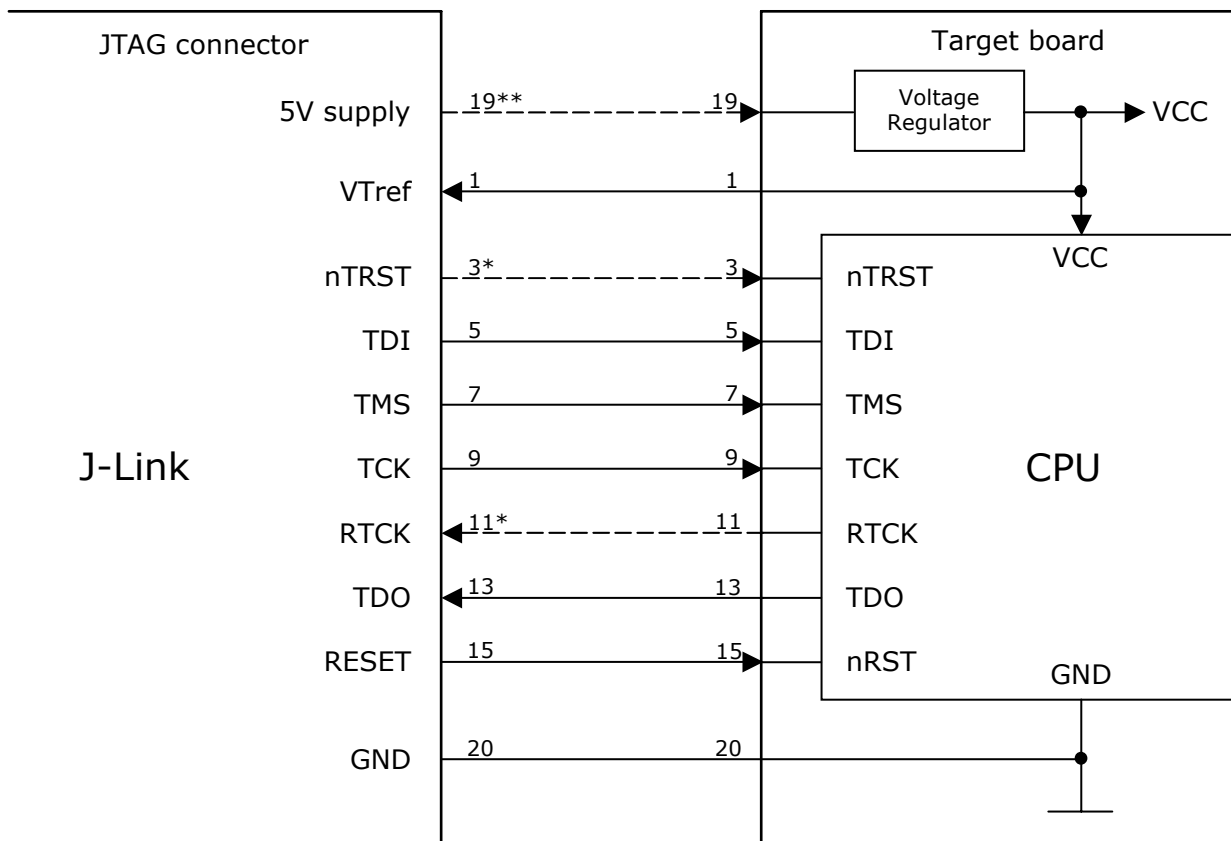 JTAG connector
Target board
5V supply 19** 19 Voltage Regulator VCC
VTref 1 1
VCC
nTRST 3* 3 nTRST
TDI 5 5 TDI
TMS 7 7 TMS
J-Link TCK 9 9 TCK CPU
RTCK 11* 11 RTCK
TDO 13 13 TDO
RESET 15 15 nRST
GND
GND 20 20